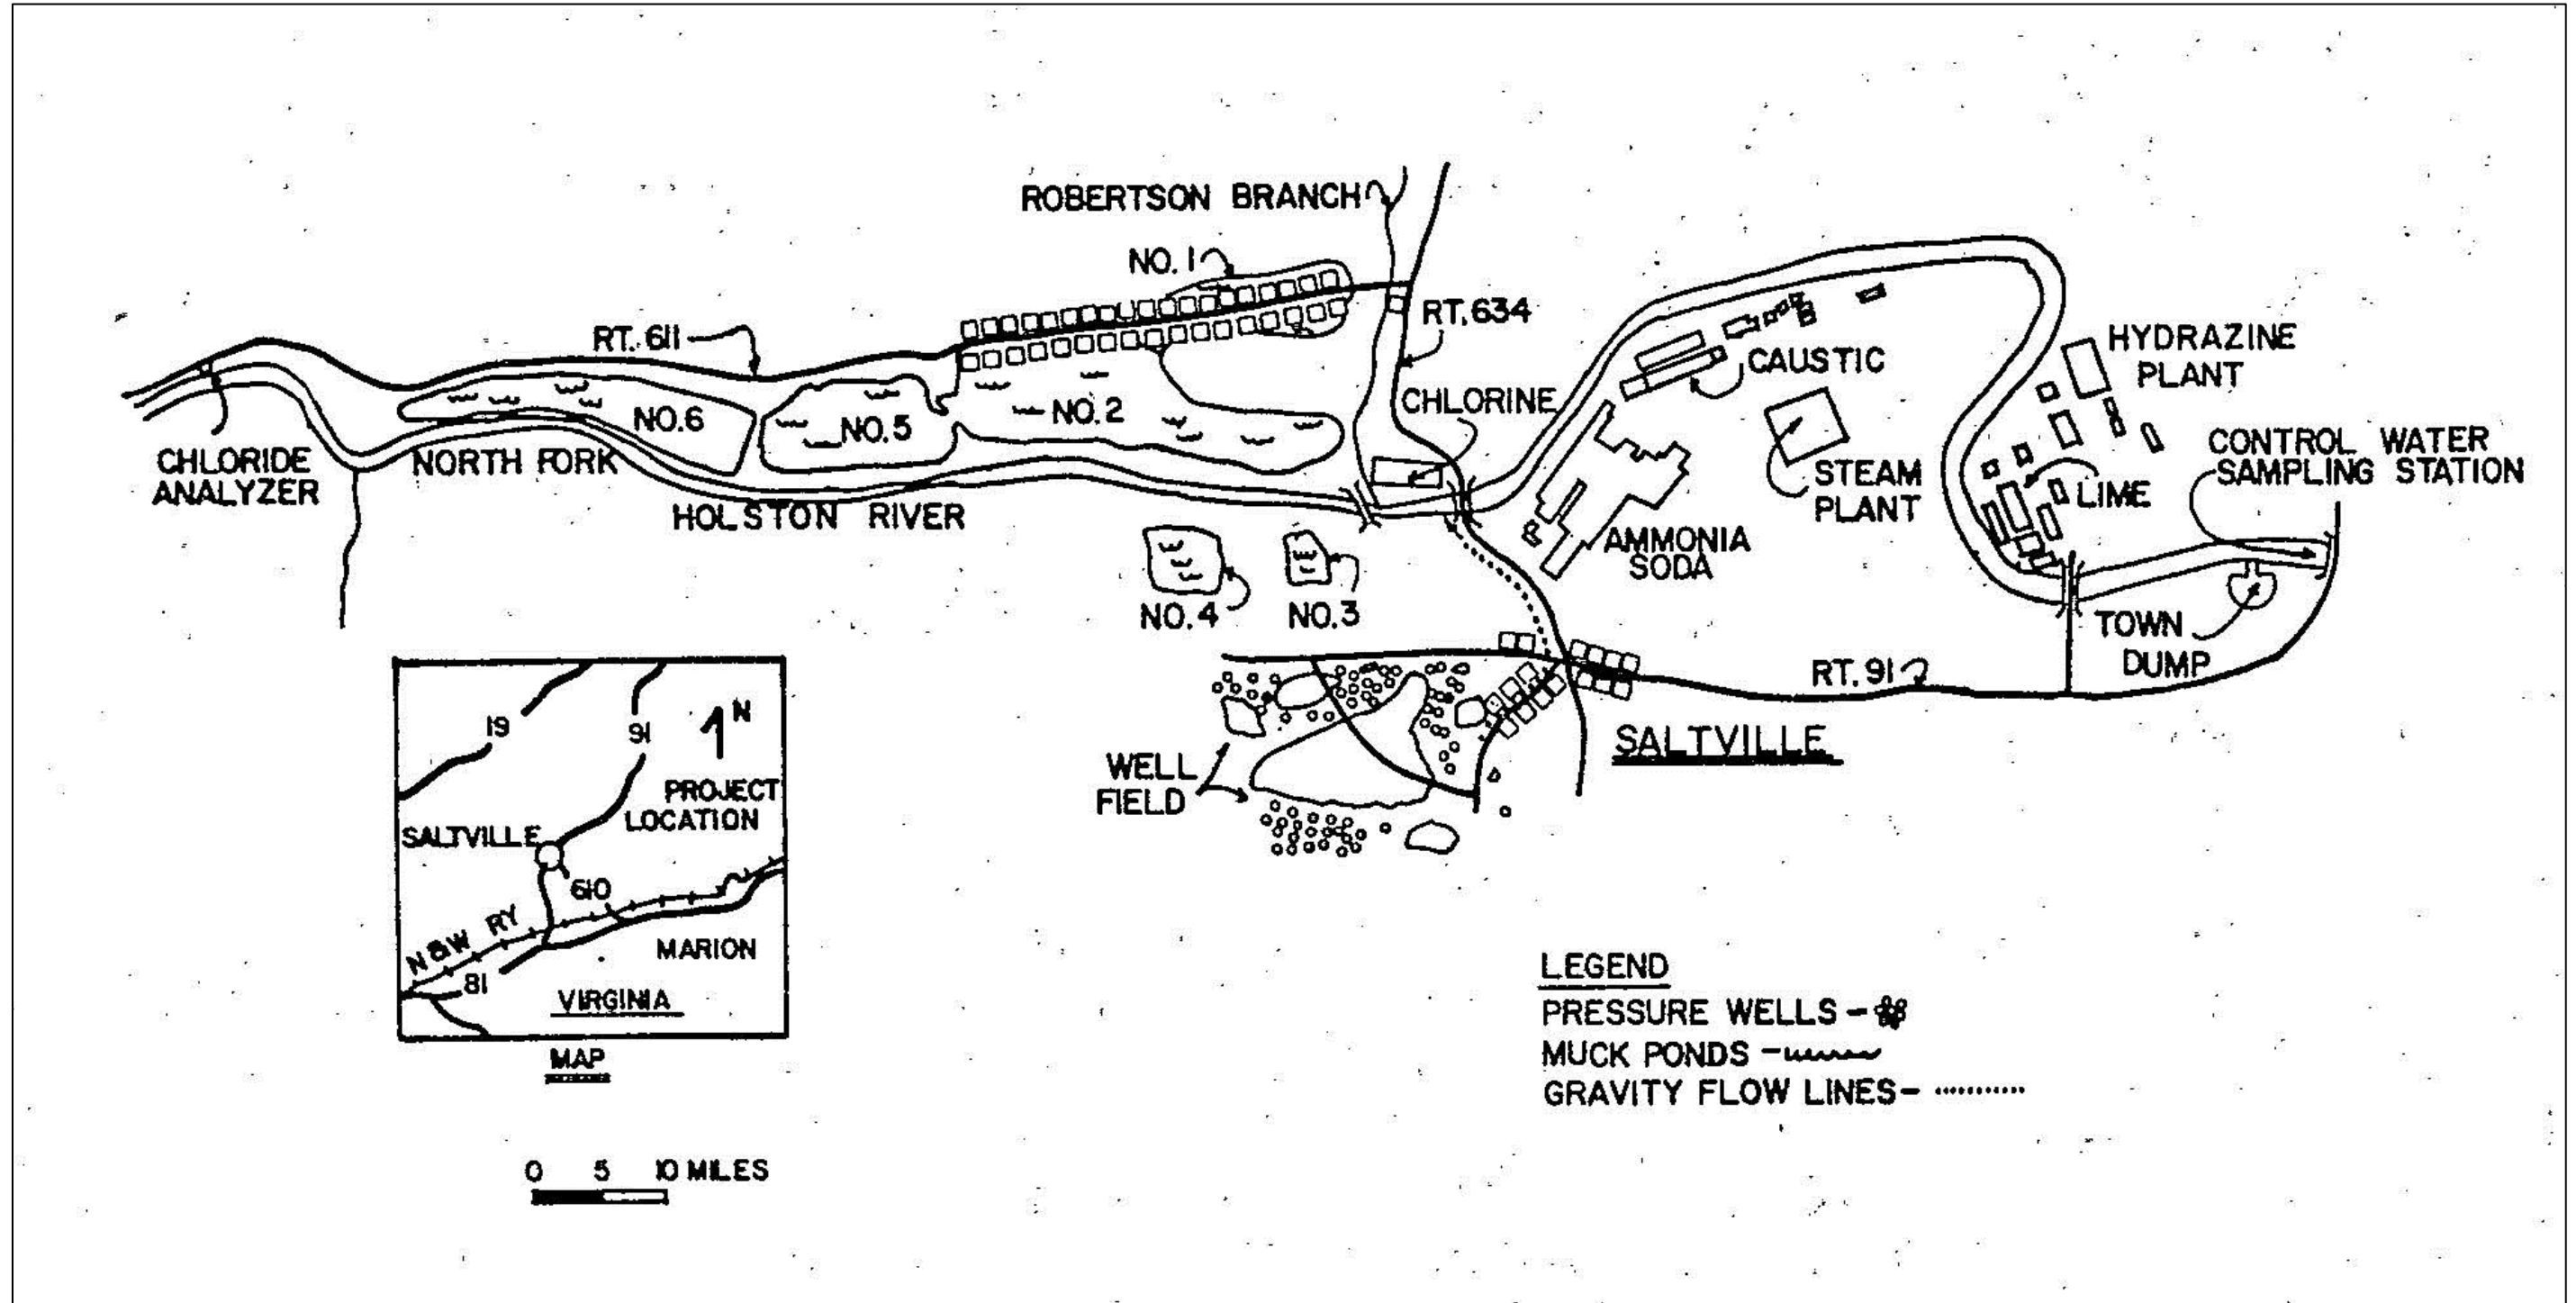 ROBERTSON BRANCH
NO. 1
RT. 611
RT. 634
HYDRAZINE
PLANT
CAUSTIC
CHLORINE
NO.6
NO.5
NO.2
CONTROL WATER
SAMPLING STATION
CHLORIDE
ANALYZER
NORTH FORK
HOLSTON RIVER
STEAM
PLANT
LIME
AMMONIA
SODA
NO.4
NO.3
TOWN
DUMP
RT. 91
SALTVILLE
WELL
FIELD
19
91
N
PROJECT
LOCATION
SALTVILLE
610
N&W RY
81
MARION
VIRGINIA
MAP
0 5 10 MILES
LEGEND
PRESSURE WELLS -
MUCK PONDS -
GRAVITY FLOW LINES -